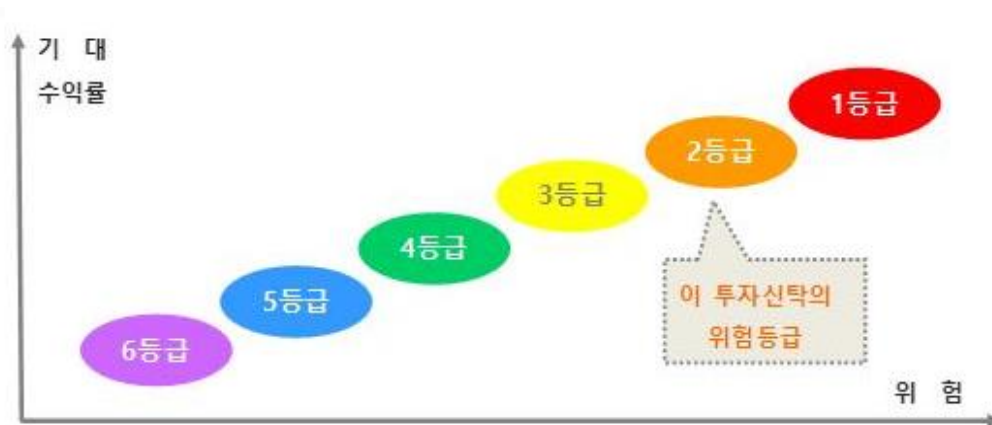 기 대
수익률
1등급
2등급
3등급
4등급
5등급
6등급
이 투자신탁의
위험등급
위 험